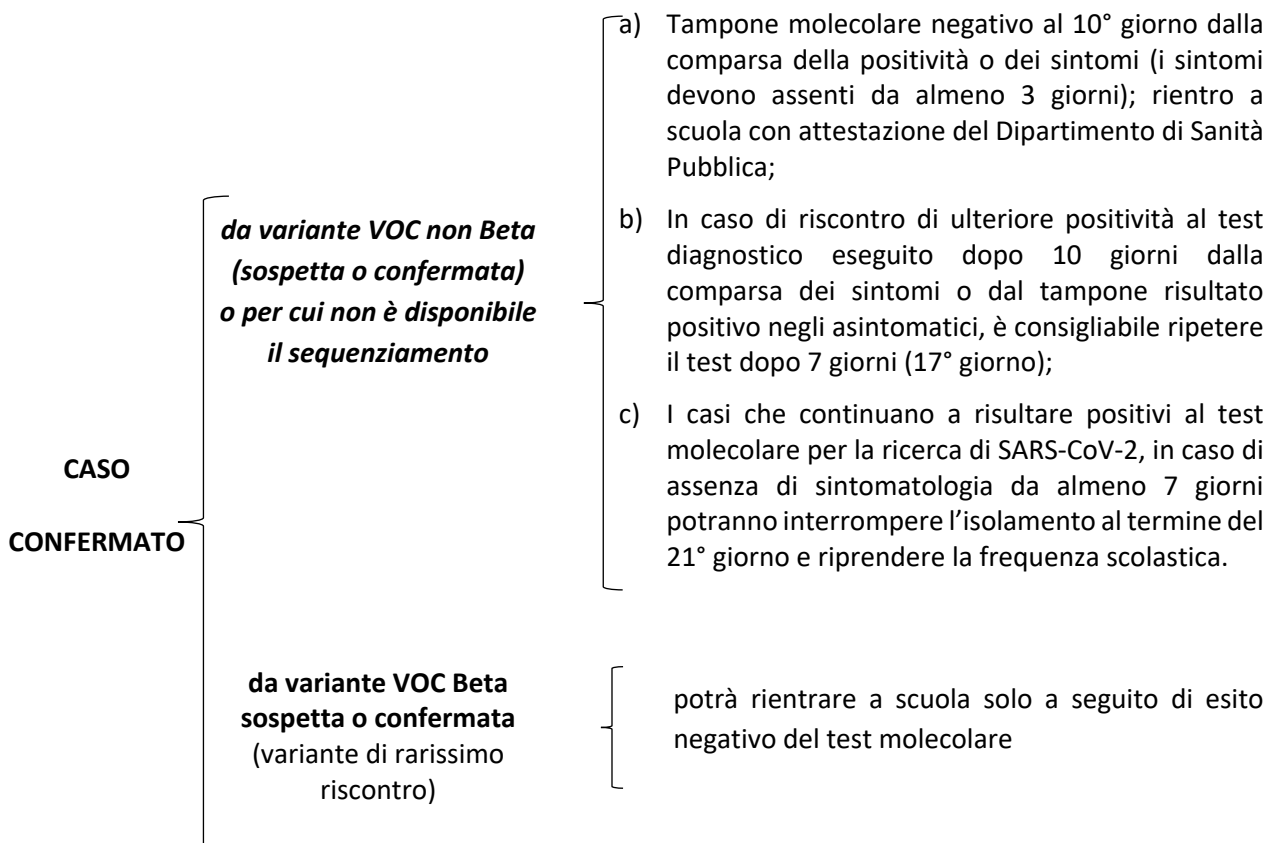 a) Tampone molecolare negativo al 10° giorno dalla
comparsa della positività o dei sintomi (i sintomi
devono assenti da almeno 3 giorni); rientro a
scuola con attestazione del Dipartimento di Sanità
Pubblica;
da variante VOC non Beta
(sospetta o confermata)
o per cui non è disponibile
il sequenziamento
b) In caso di riscontro di ulteriore positività al test
diagnostico eseguito dopo 10 giorni dalla
comparsa dei sintomi o dal tampone risultato
positivo negli asintomatici, è consigliabile ripetere
il test dopo 7 giorni (17° giorno);
c) I casi che continuano a risultare positivi al test
molecolare per la ricerca di SARS-CoV-2, in caso di
assenza di sintomatologia da almeno 7 giorni
potranno interrompere l’isolamento al termine del
21° giorno e riprendere la frequenza scolastica.
CASO
CONFERMATO
da variante VOC Beta
sospetta o confermata
(variante di rarissimo
riscontro)
potrà rientrare a scuola solo a seguito di esito
negativo del test molecolare